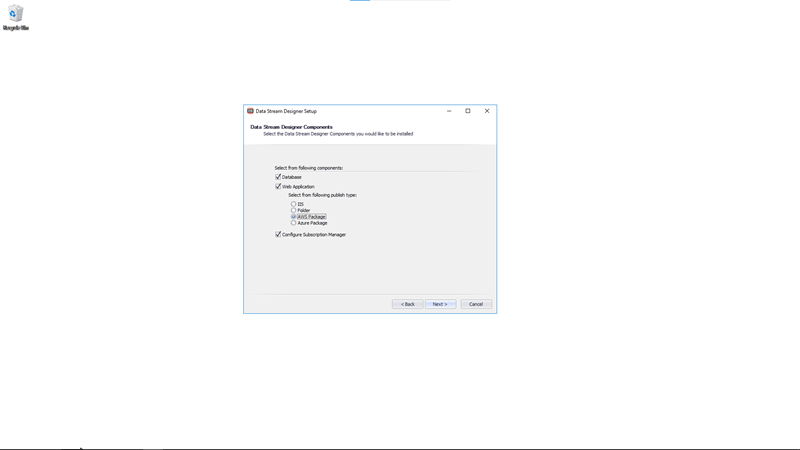 Recycle Bin
Data Stream Designer Setup
Data Stream Designer Components
Select the Data Stream Designer Components you would like to be installed
Select from following components:
Database
Web Application
Select from following publish type:
IIS
Folder
AWS Package
Azure Package
Configure Subscription Manager
< Back
Next >
Cancel